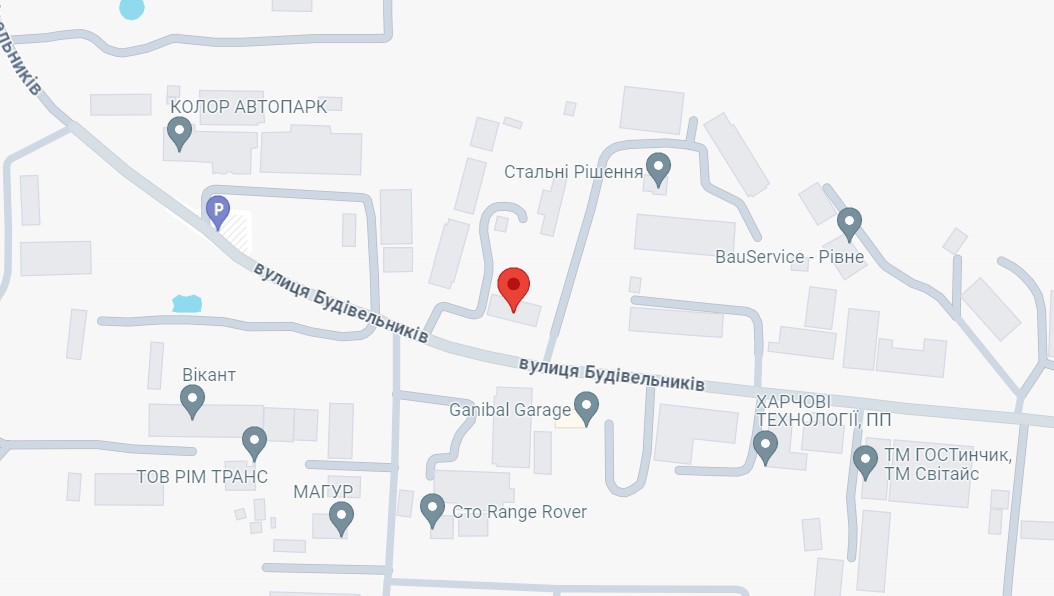 ельників
КОЛОР АВТОПАРК
Стальні Рішення
P
BauService - Рівне
вулиця Будівельників
вулиця Будівельників
Вікант
Ganibal Garage
ХАРЧОВІ
ТЕХНОЛОГІЇ, ПП
ТМ ГОСТинчик,
ТМ Світайс
ТОВ РІМ ТРАНС
МАГУР
Сто Range Rover